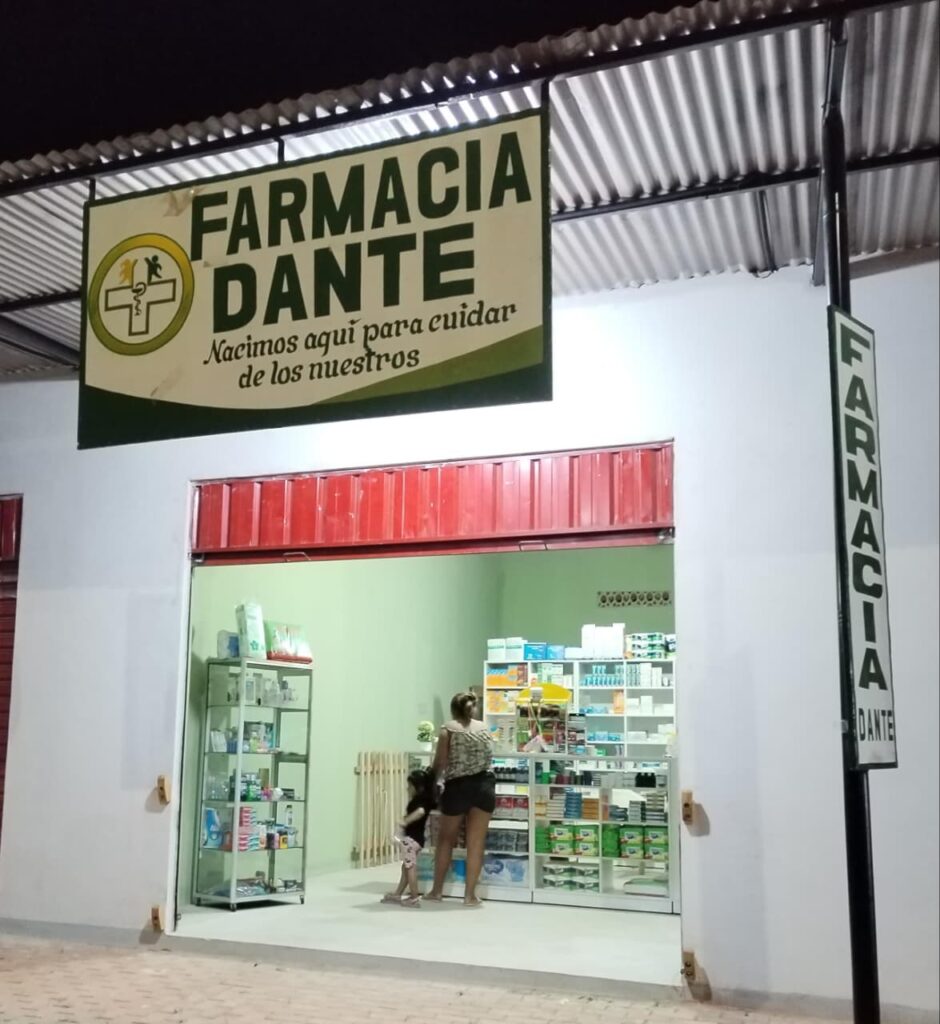 FARMACIA
DANTE
Nacimos aquí para cuidar
de los nuestros
FARMACIA
DANTE